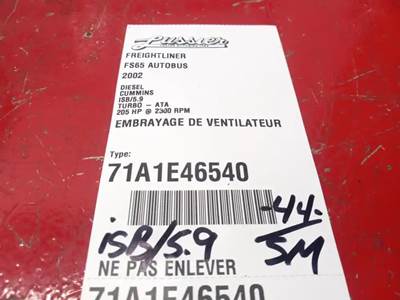 FREIGHTLINER
FS65 AUTOBUS
2002
DIESEL
CUMMINS
ISB/5.9
TURBO - ATA
205 HP @ 2300 RPM
EMBRAYAGE DE VENTILATEUR
Type:
71A1E46540
-44-
ISB/5.9
5M
NE PAS ENLEVER
71A1E46540